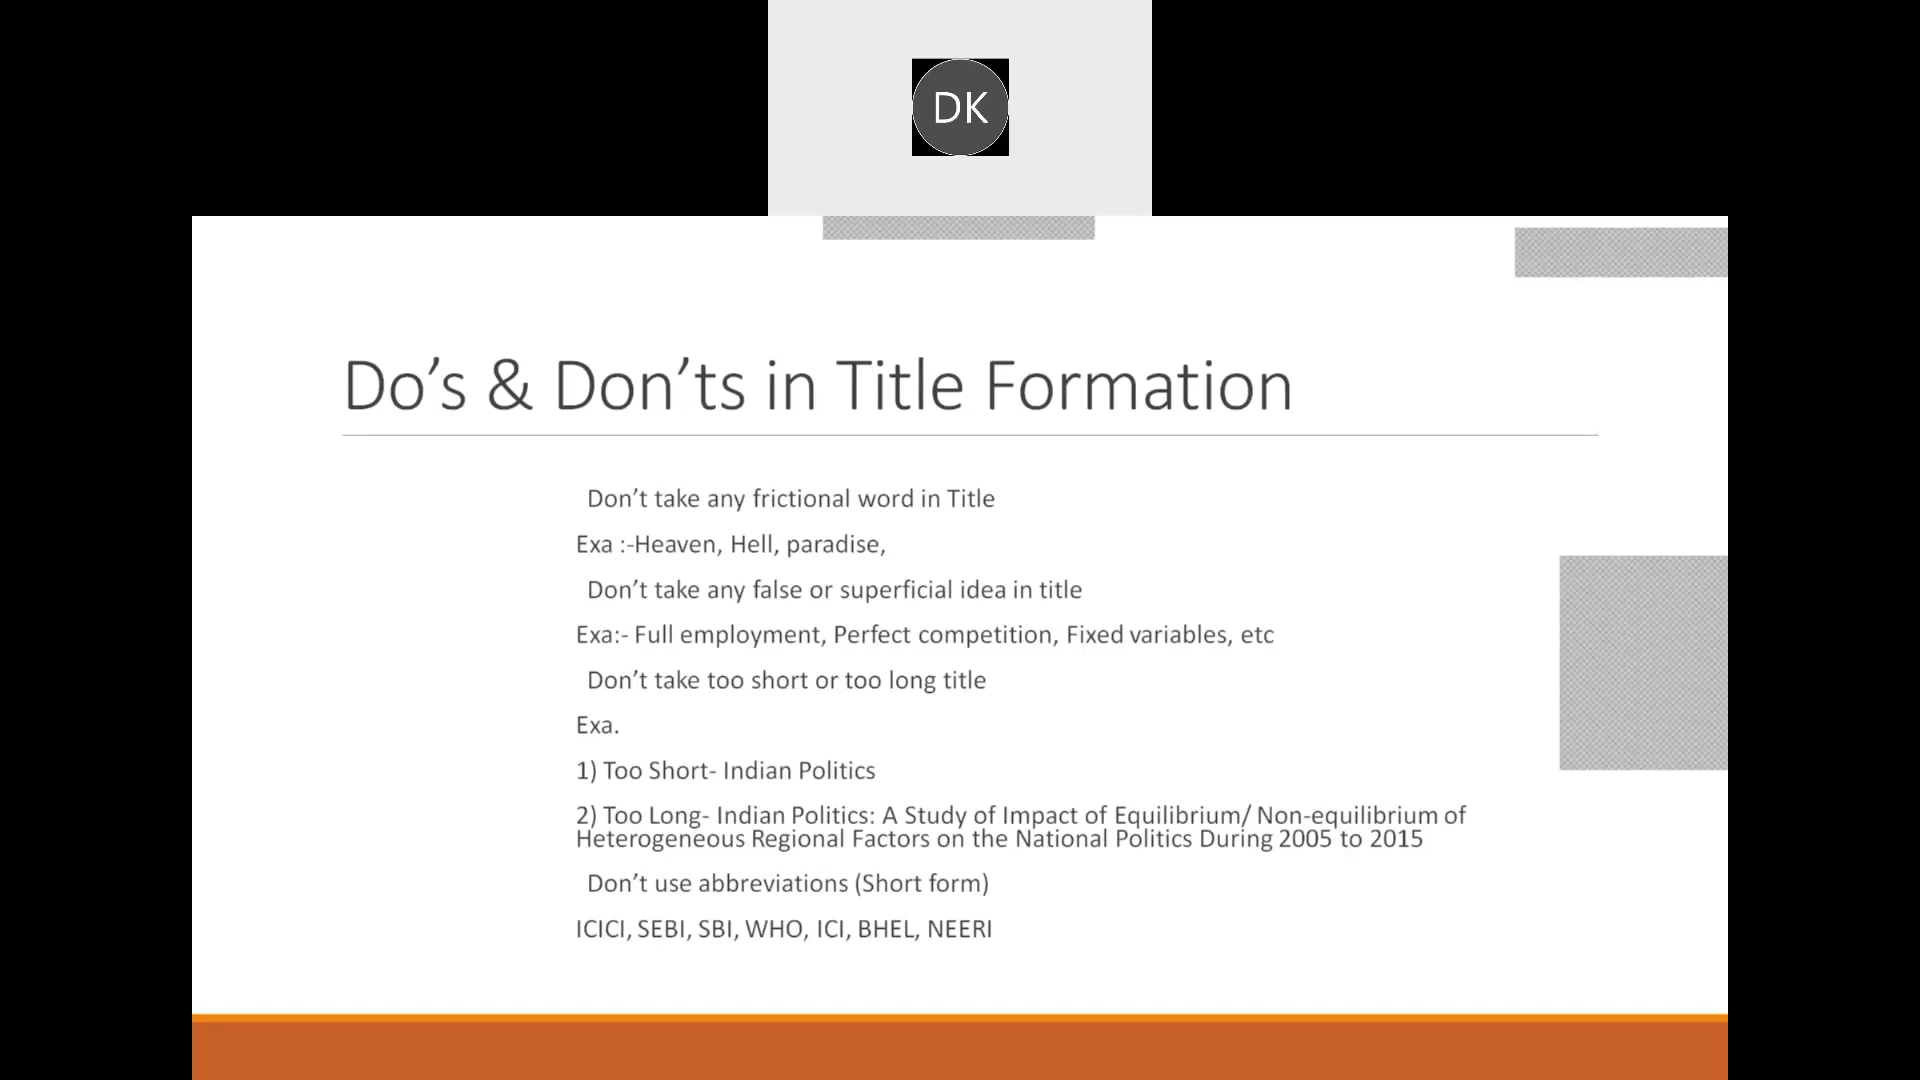 DK
Do’s & Don’ts in Title Formation
Don’t take any frictional word in Title
Exa :-Heaven, Hell, paradise,
Don’t take any false or superficial idea in title
Exa:- Full employment, Perfect competition, Fixed variables, etc
Don’t take too short or too long title
Exa.
1) Too Short- Indian Politics
2) Too Long- Indian Politics: A Study of Impact of Equilibrium/ Non-equilibrium of
Heterogeneous Regional Factors on the National Politics During 2005 to 2015
Don’t use abbreviations (Short form)
ICICI, SEBI, SBI, WHO, ICI, BHEL, NEERI